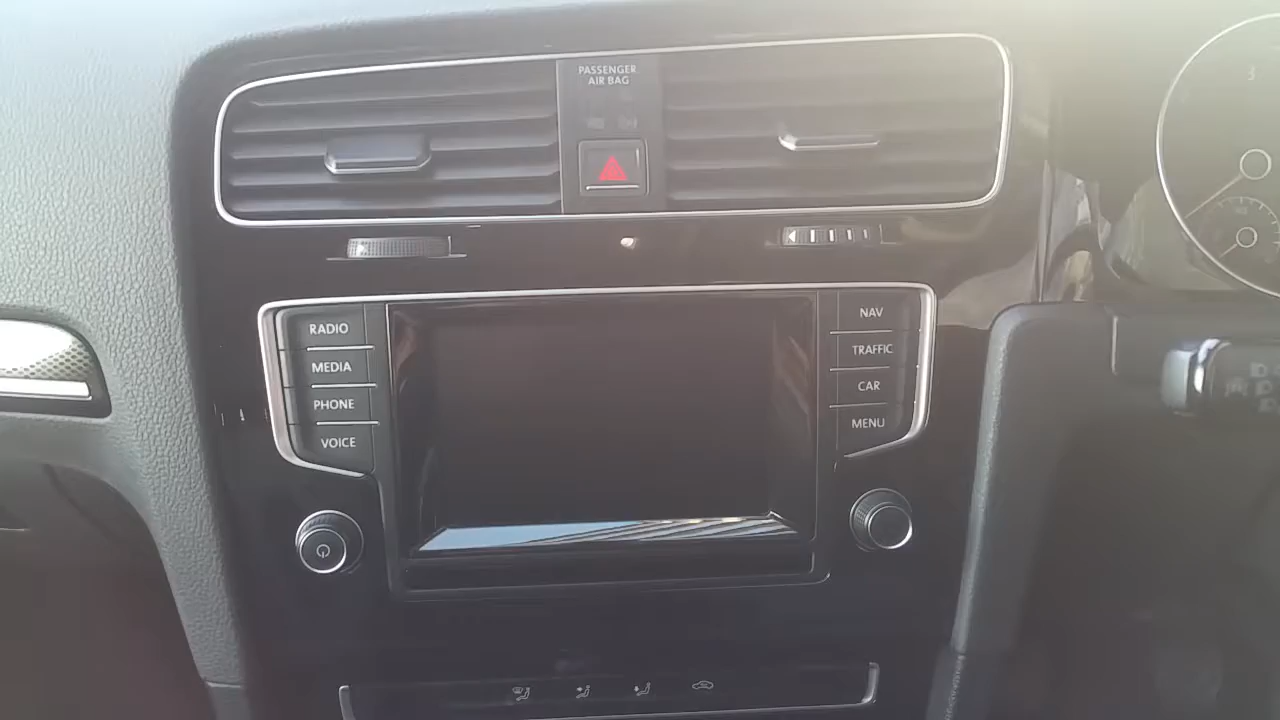 PASSENGER
AIR BAG
RADIO
MEDIA
PHONE
VOICE
NAV
TRAFFIC
CAR
MENU